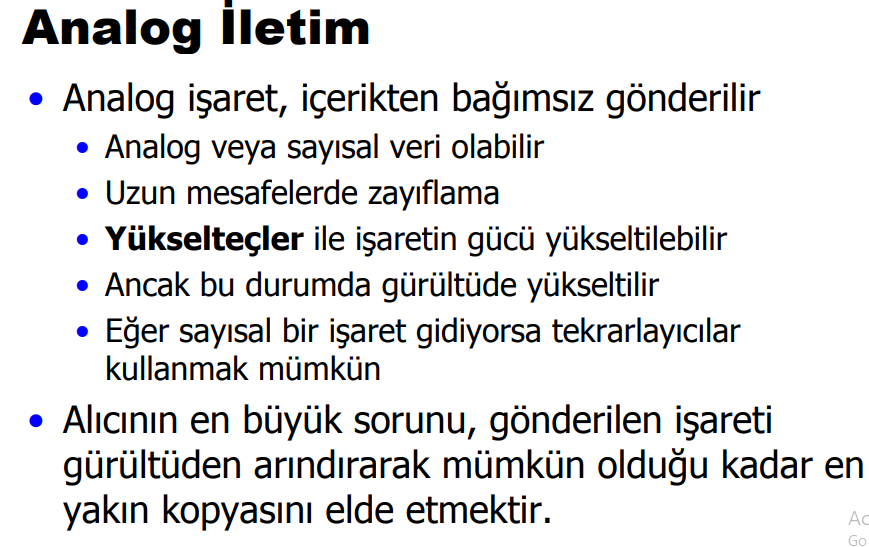 Analog İletim
• Analog işaret, içerikten bağımsız gönderilir
• Analog veya sayısal veri olabilir
• Uzun mesafelerde zayıflama
• Yükselteçler ile işaretin gücü yükseltilebilir
• Ancak bu durumda gürültüde yükseltilir
• Eğer sayısal bir işaret gidiyorsa tekrarlayıcılar
kullanmak mümkün
• Alıcının en büyük sorunu, gönderilen işareti
gürültüden arındırarak mümkün olduğu kadar en
yakın kopyasını elde etmektir.
Ac
Go